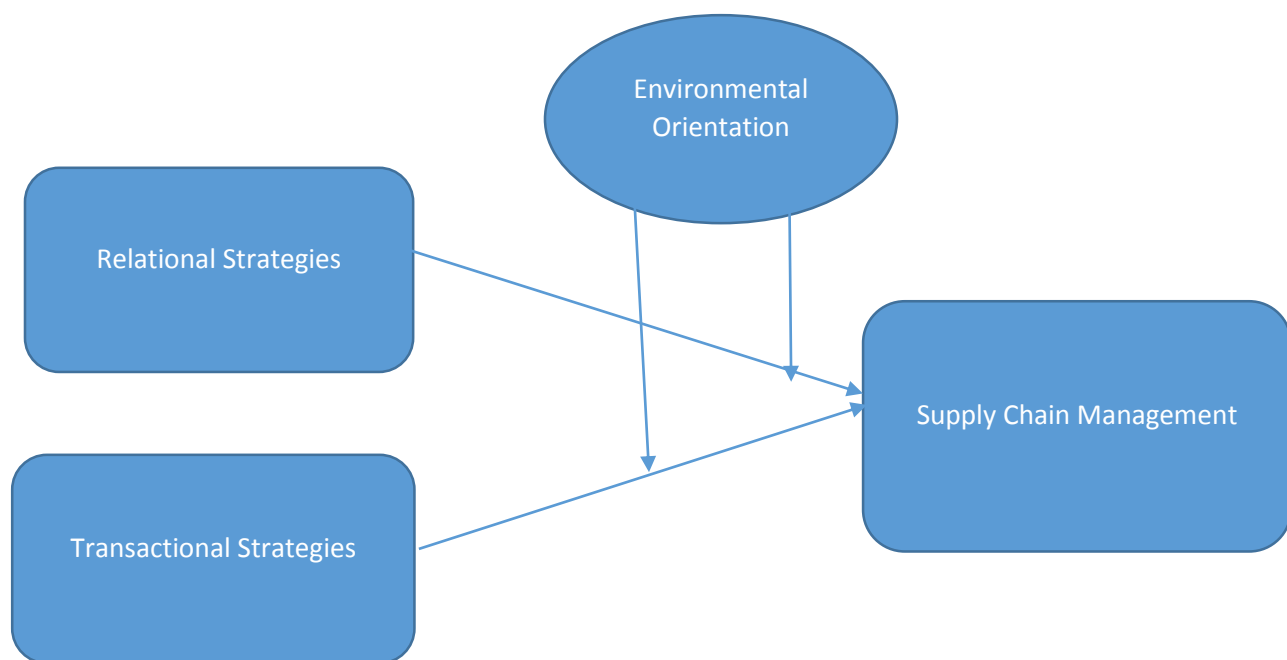 Environmental
Orientation
Relational Strategies
Supply Chain Management
Transactional Strategies